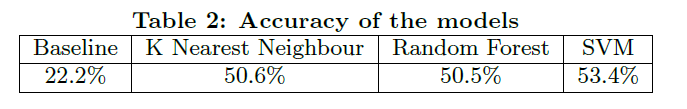 Table 2: Accuracy of the models
Baseline K Nearest Neighbour Random Forest SVM
22.2% 50.6% 50.5% 53.4%